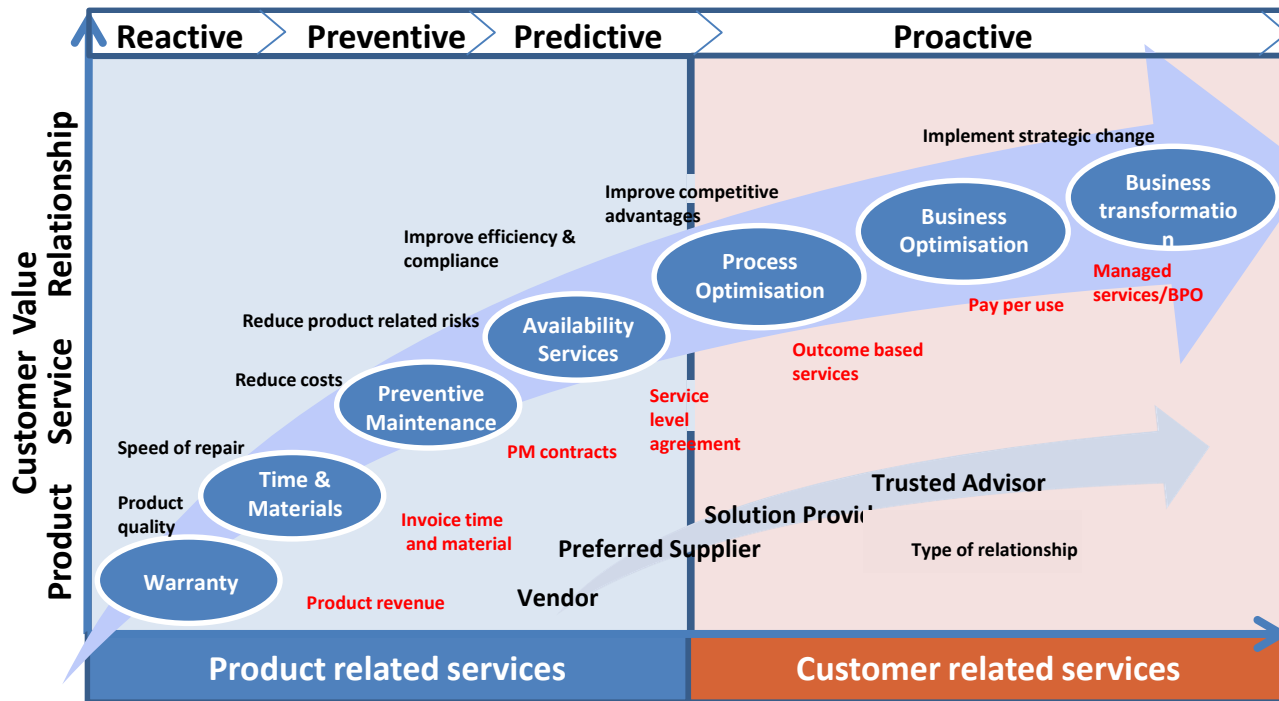 Reactive
Preventive
Predictive
Proactive
Customer Value
Product Service Relationship
Implement strategic change
Business
transformatio
n
Improve competitive
advantages
Business
Optimisation
Improve efficiency &
compliance
Process
Optimisation
Managed
services/BPO
Pay per use
Reduce product related risks
Availability
Services
Outcome based
services
Reduce costs
Preventive
Maintenance
Service
level
agreement
PM contracts
Speed of repair
Time &
Materials
Trusted Advisor
Product
quality
Invoice time
and material
Solution Provid
Preferred Supplier
Type of relationship
Warranty
Product revenue
Vendor
Product related services
Customer related services